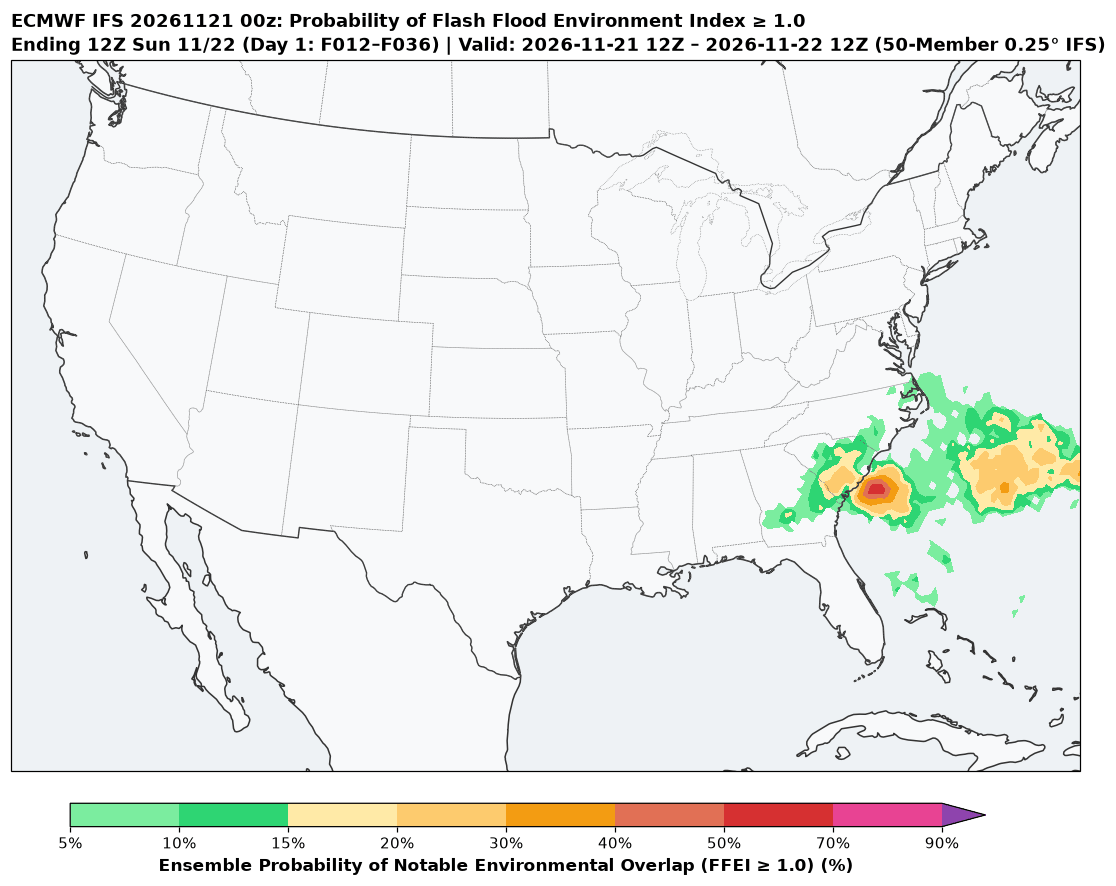 ECMWF IFS 20261121 00z: Probability of Flash Flood Environment Index ≥ 1.0
Ending 12Z Sun 11/22 (Day 1: F012–F036) | Valid: 2026-11-21 12Z – 2026-11-22 12Z (50-Member 0.25° IFS)
5% 10% 15% 20% 30% 40% 50% 70% 90%
Ensemble Probability of Notable Environmental Overlap (FFEI ≥ 1.0) (%)